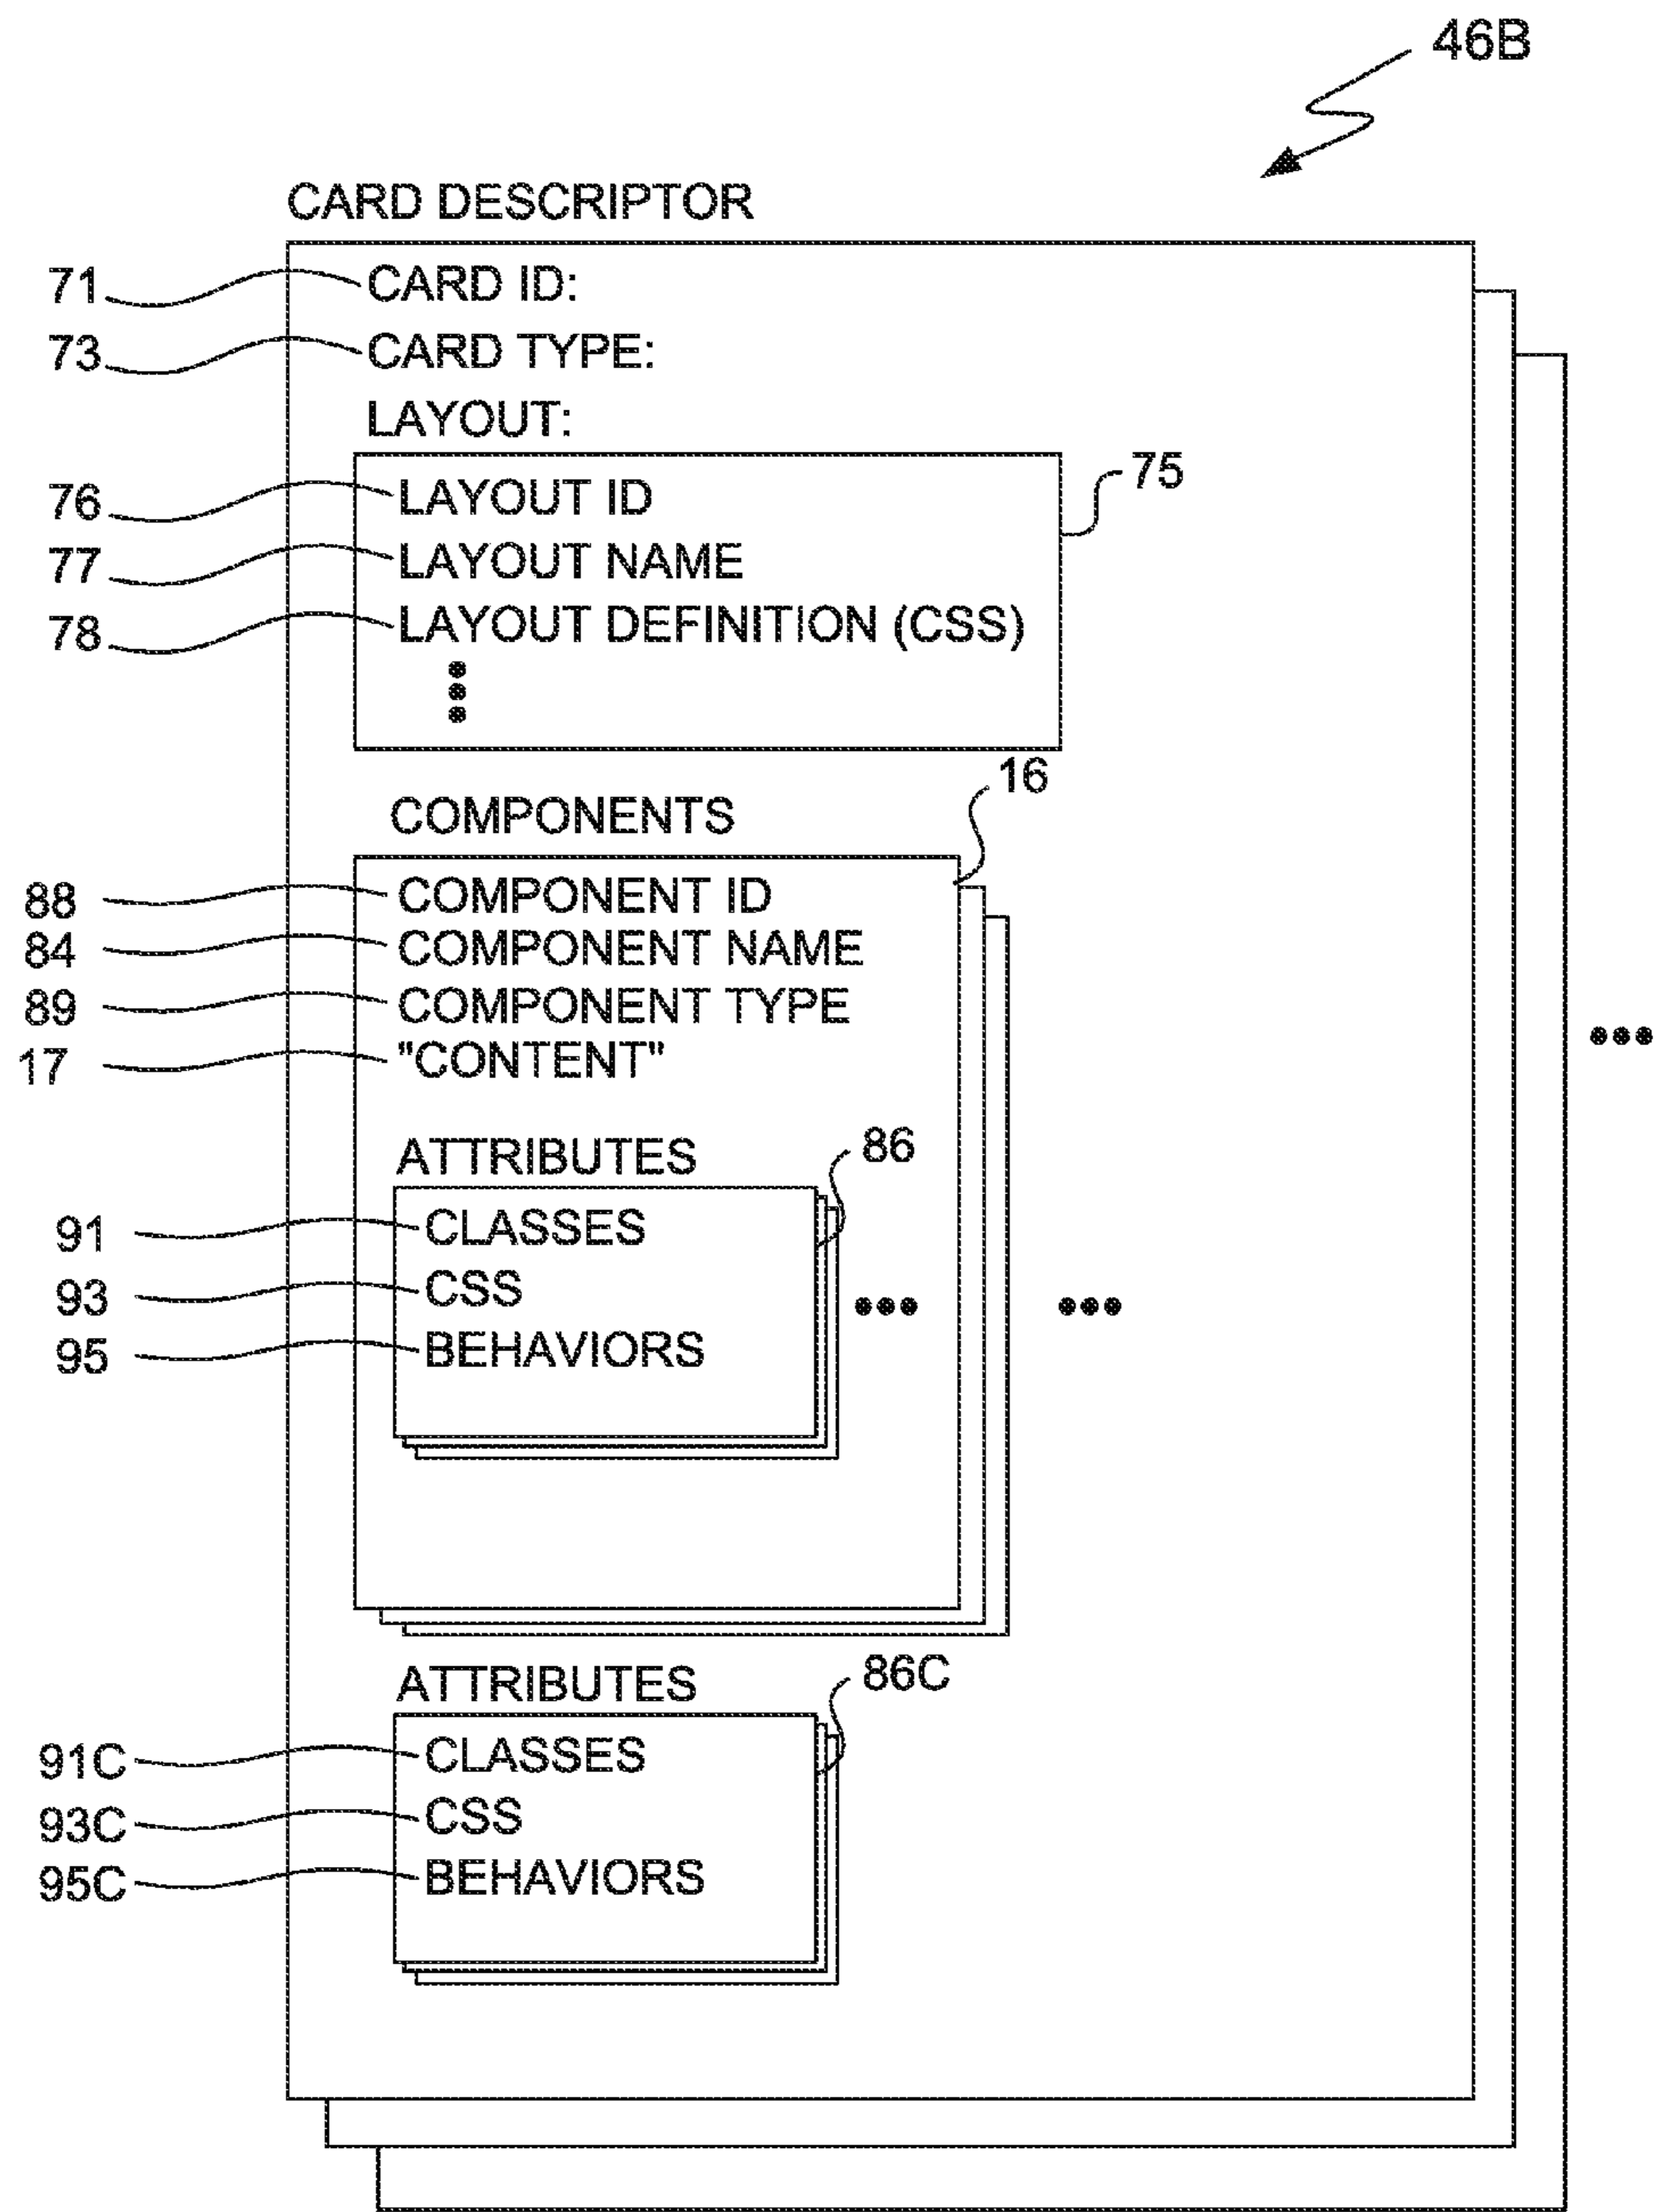 46B
CARD DESCRIPTOR
71 CARD ID:
73 CARD TYPE:
LAYOUT:
75
76 LAYOUT ID
77 LAYOUT NAME
78 LAYOUT DEFINITION (CSS)
16
COMPONENTS
88 COMPONENT ID
84 COMPONENT NAME
89 COMPONENT TYPE
17 "CONTENT"
ATTRIBUTES 86
91 CLASSES
93 CSS
95 BEHAVIORS
ATTRIBUTES 86C
91C CLASSES
93C CSS
95C BEHAVIORS